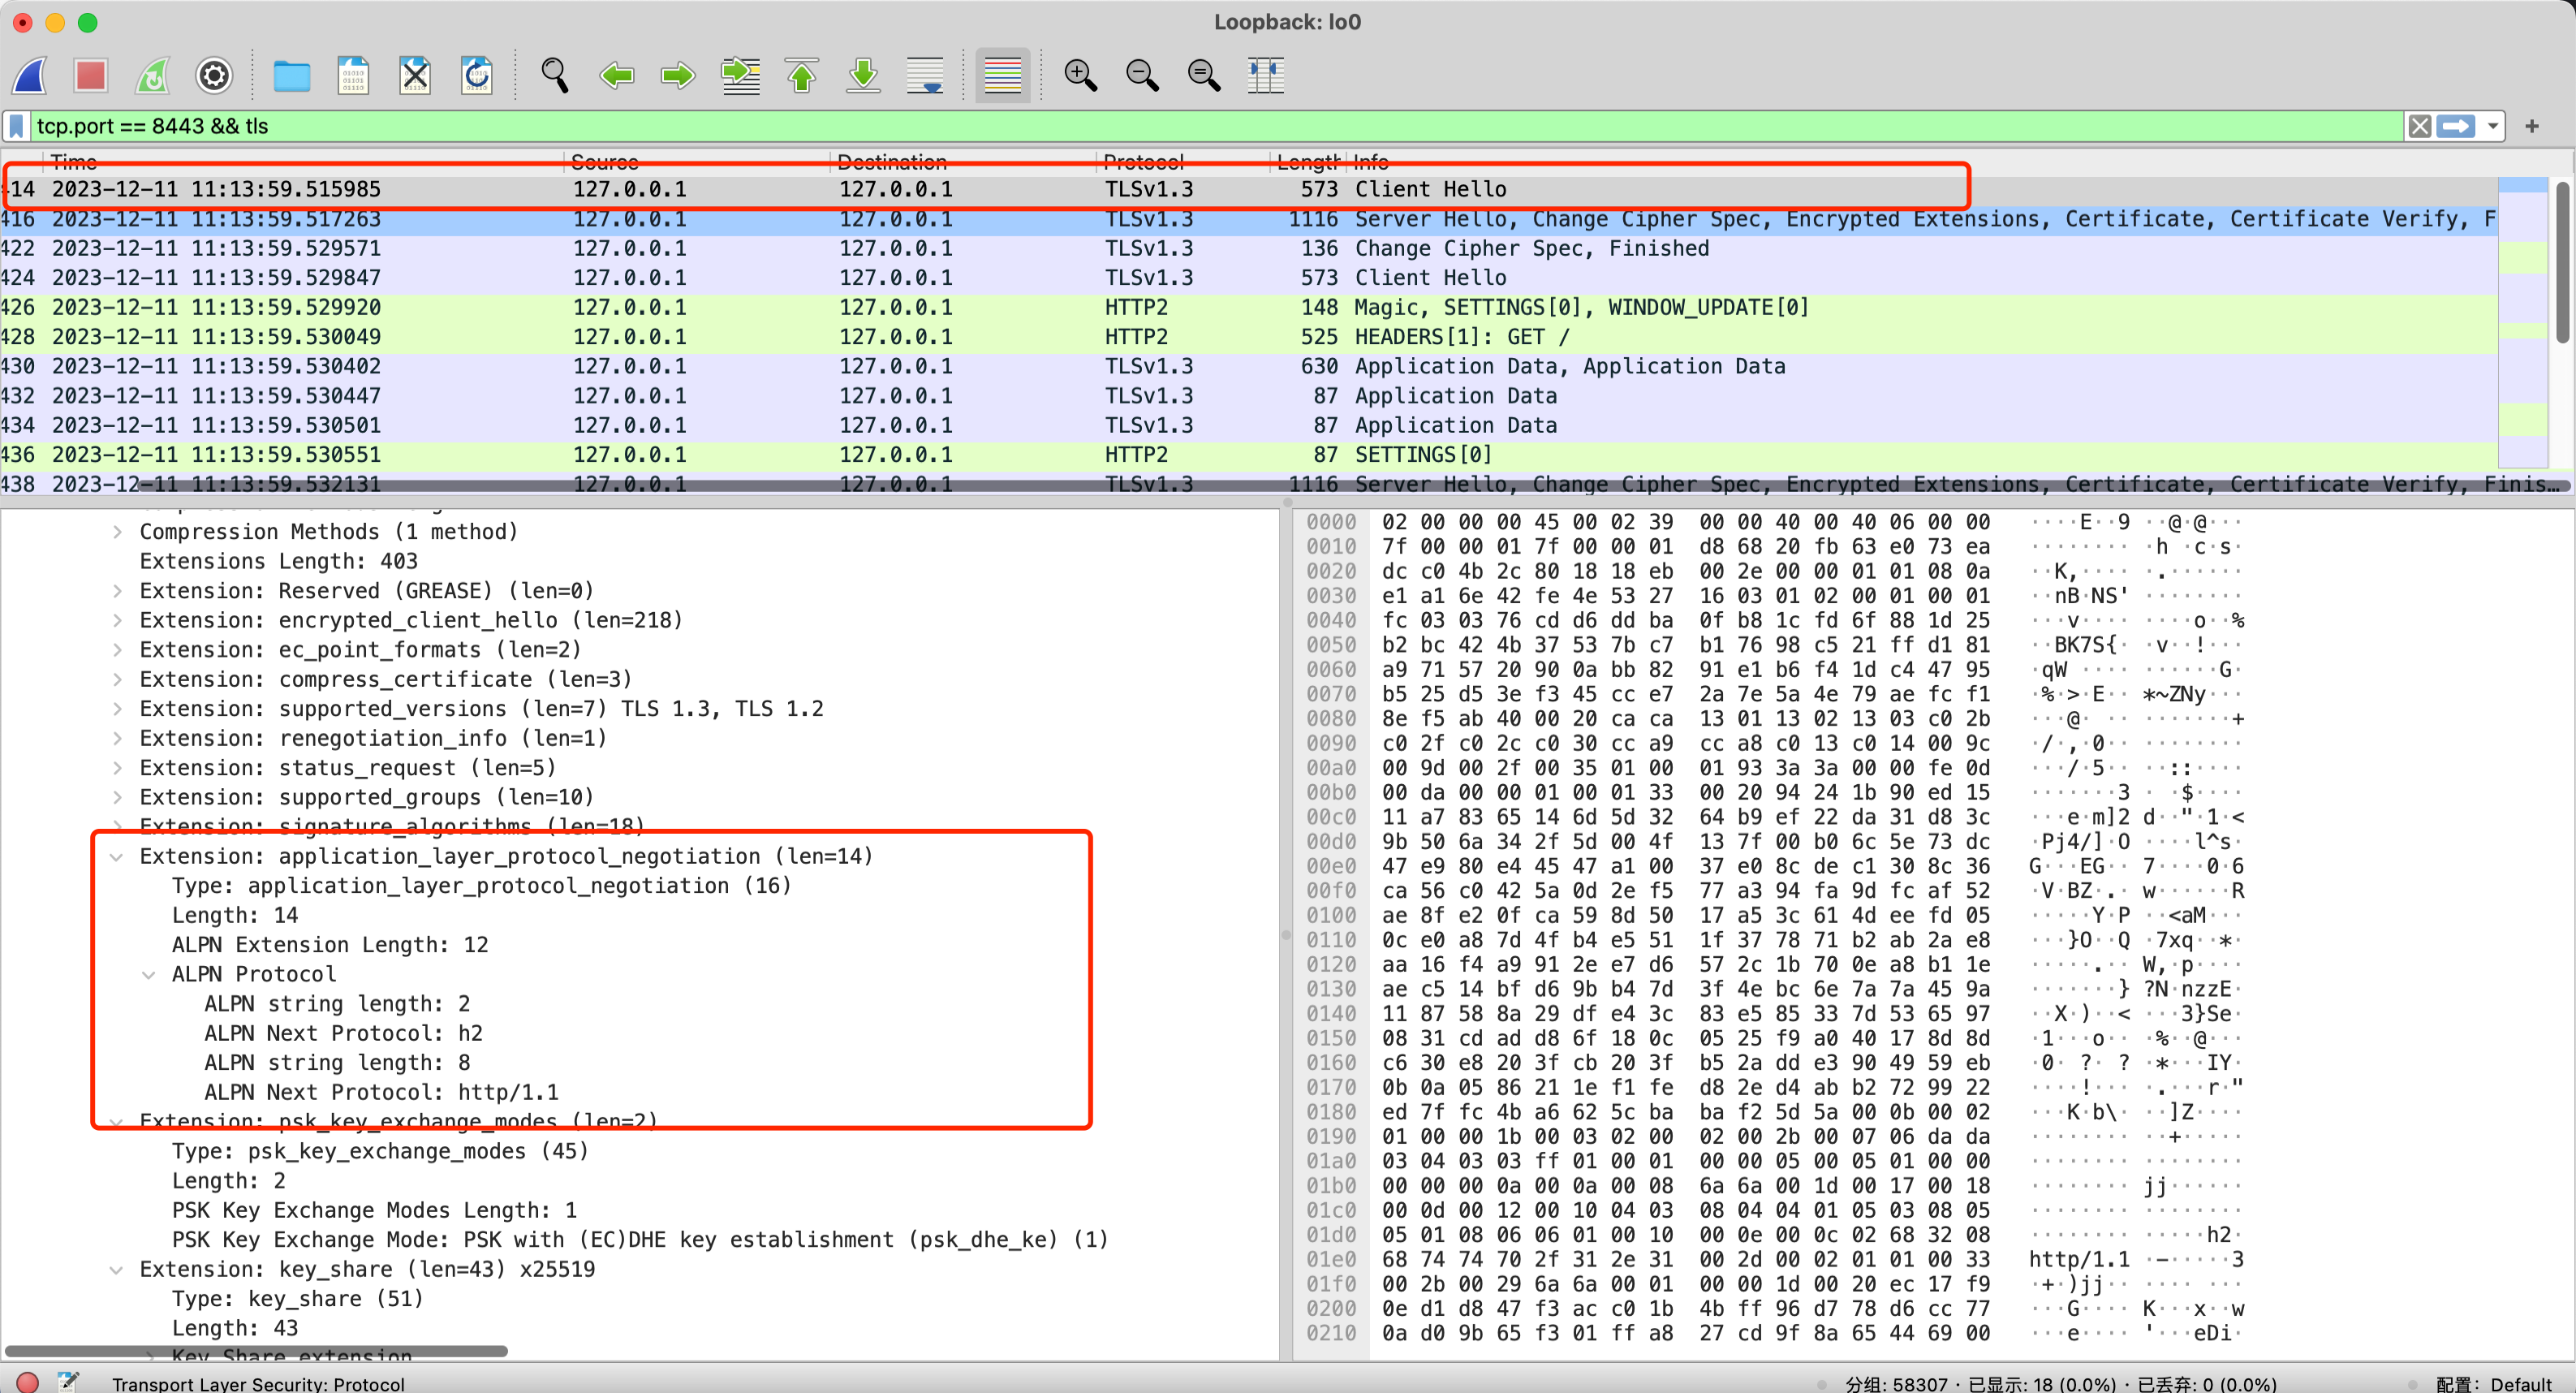 Loopback: lo0
tcp.port == 8443 && tls
Time Source Destination Protocol Length Info
414 2023-12-11 11:13:59.515985 127.0.0.1 127.0.0.1 TLSv1.3 573 Client Hello
416 2023-12-11 11:13:59.517263 127.0.0.1 127.0.0.1 TLSv1.3 1116 Server Hello, Change Cipher Spec, Encrypted Extensions, Certificate, Certificate Verify, F
422 2023-12-11 11:13:59.529571 127.0.0.1 127.0.0.1 TLSv1.3 136 Change Cipher Spec, Finished
424 2023-12-11 11:13:59.529847 127.0.0.1 127.0.0.1 TLSv1.3 573 Client Hello
426 2023-12-11 11:13:59.529920 127.0.0.1 127.0.0.1 HTTP2 148 Magic, SETTINGS[0], WINDOW_UPDATE[0]
428 2023-12-11 11:13:59.530049 127.0.0.1 127.0.0.1 HTTP2 525 HEADERS[1]: GET /
430 2023-12-11 11:13:59.530402 127.0.0.1 127.0.0.1 TLSv1.3 630 Application Data, Application Data
432 2023-12-11 11:13:59.530447 127.0.0.1 127.0.0.1 TLSv1.3 87 Application Data
434 2023-12-11 11:13:59.530501 127.0.0.1 127.0.0.1 TLSv1.3 87 Application Data
436 2023-12-11 11:13:59.530551 127.0.0.1 127.0.0.1 HTTP2 87 SETTINGS[0]
438 2023-12-11 11:13:59.532131 127.0.0.1 127.0.0.1 TLSv1.3 1116 Server Hello, Change Cipher Spec, Encrypted Extensions, Certificate, Certificate Verify, Finis…
Compression Methods (1 method)
Extensions Length: 403
Extension: Reserved (GREASE) (len=0)
Extension: encrypted_client_hello (len=218)
Extension: ec_point_formats (len=2)
Extension: compress_certificate (len=3)
Extension: supported_versions (len=7) TLS 1.3, TLS 1.2
Extension: renegotiation_info (len=1)
Extension: status_request (len=5)
Extension: supported_groups (len=10)
Extension: signature_algorithms (len=18)
Extension: application_layer_protocol_negotiation (len=14)
Type: application_layer_protocol_negotiation (16)
Length: 14
ALPN Extension Length: 12
ALPN Protocol
ALPN string length: 2
ALPN Next Protocol: h2
ALPN string length: 8
ALPN Next Protocol: http/1.1
Extension: psk_key_exchange_modes (len=2)
Type: psk_key_exchange_modes (45)
Length: 2
PSK Key Exchange Modes Length: 1
PSK Key Exchange Mode: PSK with (EC)DHE key establishment (psk_dhe_ke) (1)
Extension: key_share (len=43) x25519
Type: key_share (51)
Length: 43
Key Share extension
0000 02 00 00 00 45 00 02 39 00 00 40 00 40 06 00 00 ····E··9 ··@·@···
0010 7f 00 00 01 7f 00 00 01 d8 68 20 fb 63 e0 73 ea ········ ·h ·c·s·
0020 dc c0 4b 2c 80 18 18 eb 00 2e 00 00 01 01 08 0a ··K,···· ·.······
0030 e1 a1 6e 42 fe 4e 53 27 16 03 01 02 00 01 00 01 ··nB·NS' ········
0040 fc 03 03 76 cd d6 dd ba 0f b8 1c fd 6f 88 1d 25 ···v···· ····o··%
0050 b2 bc 42 4b 37 53 7b c7 b1 76 98 c5 21 ff d1 81 ··BK7S{· ·v··!···
0060 a9 71 57 20 90 0a bb 82 91 e1 b6 f4 1d c4 47 95 ·qW ···· ······G·
0070 b5 25 d5 3e f3 45 cc e7 2a 7e 5a 4e 79 ae fc f1 ·%·>·E·· *~ZNy···
0080 8e f5 ab 40 00 20 ca ca 13 01 13 02 13 03 c0 2b ···@· ·· ·······+
0090 c0 2f c0 2c c0 30 cc a9 cc a8 c0 13 c0 14 00 9c ·/·,·0·· ········
00a0 00 9d 00 2f 00 35 01 00 01 93 3a 3a 00 00 fe 0d ···/·5·· ··::····
00b0 00 da 00 00 01 00 01 33 00 20 94 24 1b 90 ed 15 ·······3 · ·$····
00c0 11 a7 83 65 14 6d 5d 32 64 b9 ef 22 da 31 d8 3c ···e·m]2 d··"·1·<
00d0 9b 50 6a 34 2f 5d 00 4f 13 7f 00 b0 6c 5e 73 dc ·Pj4/]·O ····l^s·
00e0 47 e9 80 e4 45 47 a1 00 37 e0 8c de c1 30 8c 36 G···EG·· 7····0·6
00f0 ca 56 c0 42 5a 0d 2e f5 77 a3 94 fa 9d fc af 52 ·V·BZ·.· w······R
0100 ae 8f e2 0f ca 59 8d 50 17 a5 3c 61 4d ee fd 05 ·····Y·P ··<aM···
0110 0c e0 a8 7d 4f b4 e5 51 1f 37 78 71 b2 ab 2a e8 ···}O··Q ·7xq··*·
0120 aa 16 f4 a9 91 2e e7 d6 57 2c 1b 70 0e a8 b1 1e ·····.·· W,·p····
0130 ae c5 14 bf d6 9b b4 7d 3f 4e bc 6e 7a 7a 45 9a ·······} ?N·nzzE·
0140 11 87 58 8a 29 df e4 3c 83 e5 85 33 7d 53 65 97 ··X·)··< ···3}Se·
0150 08 31 cd ad d8 6f 18 0c 05 25 f9 a0 40 17 8d 8d ·1···o·· ·%··@···
0160 c6 30 e8 20 3f cb 20 3f b5 2a dd e3 90 49 59 eb ·0· ?· ? ·*···IY·
0170 0b 0a 05 86 21 1e f1 fe d8 2e d4 ab b2 72 99 22 ····!··· ·.···r·"
0180 ed 7f fc 4b a6 62 5c ba ba f2 5d 5a 00 0b 00 02 ···K·b\· ··]Z····
0190 01 00 00 1b 00 03 02 00 02 00 2b 00 07 06 da da ········ ··+·····
01a0 03 04 03 03 ff 01 00 01 00 00 05 00 05 01 00 00 ········ ········
01b0 00 00 00 0a 00 0a 00 08 6a 6a 00 1d 00 17 00 18 ········ jj······
01c0 00 0d 00 12 00 10 04 03 08 04 04 01 05 03 08 05 ········ ········
01d0 05 01 08 06 06 01 00 10 00 0e 00 0c 02 68 32 08 ········ ·····h2·
01e0 68 74 74 70 2f 31 2e 31 00 2d 00 02 01 01 00 33 http/1.1 ·-·····3
01f0 00 2b 00 29 6a 6a 00 01 00 00 1d 00 20 ec 17 f9 ·+·)jj·· ···· ···
0200 0e d1 d8 47 f3 ac c0 1b 4b ff 96 d7 78 d6 cc 77 ···G···· K···x··w
0210 0a d0 9b 65 f3 01 ff a8 27 cd 9f 8a 65 44 69 00 ···e···· '···eDi·
Transport Layer Security: Protocol 分组: 58307 · 已显示: 18 (0.0%) · 已丢弃: 0 (0.0%) 配置: Default